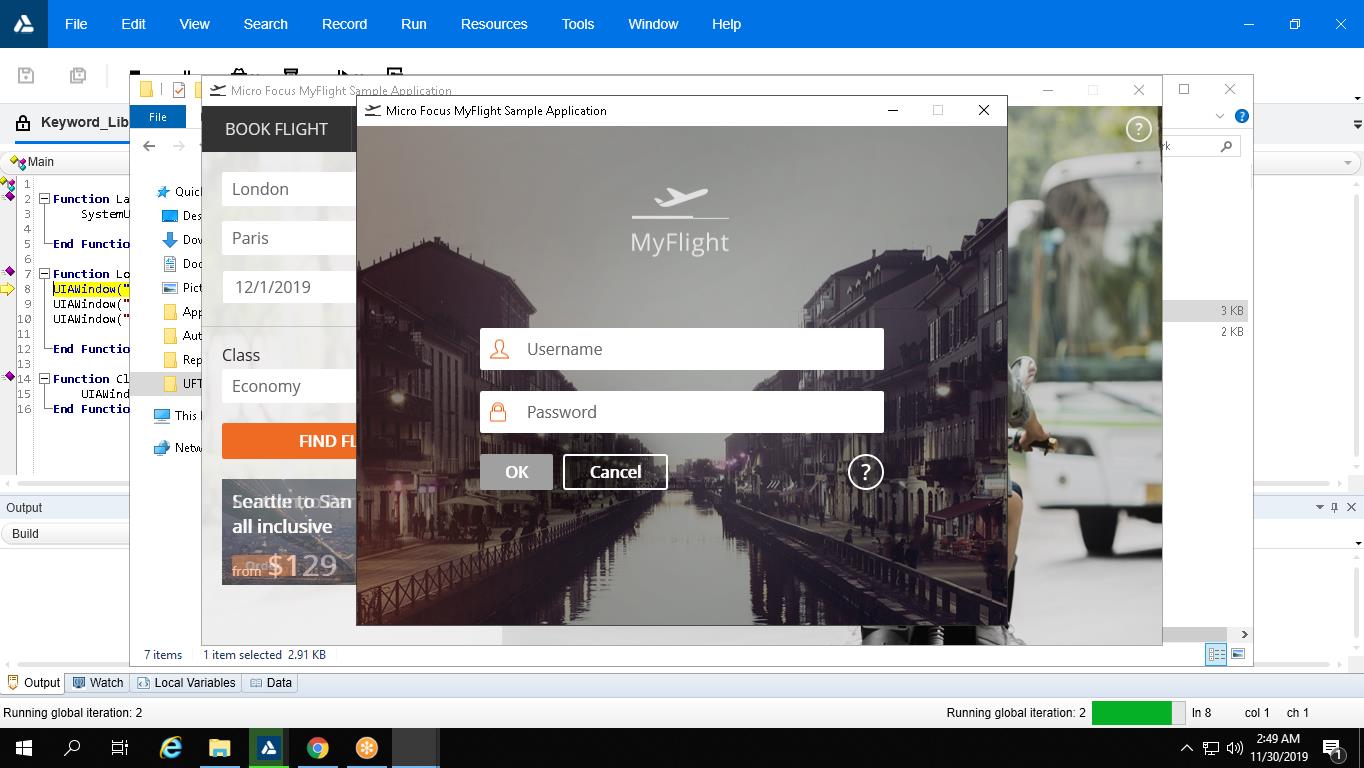 File Edit View Search Record Run Resources Tools Window Help
Micro Focus MyFlight Sample Application
Micro Focus MyFlight Sample Application
File
Keyword_Lib
BOOK FLIGHT
?
?
Main
London
MyFlight
1
2 Function La
3 SystemU
4
5 End Functio
6
7 Function Lo
8 UIAWindow("
9 UIAWindow("
10 UIAWindow("
11
12 End Functio
13
14 Function Cl
15 UIAWind
16 End Functio
Quic
Des
Dow
Doc
Pict
App
Aut
Rep
UFT
This
Netw
Paris
12/1/2019
Class
Economy
FIND FL
Seattle to San
all inclusive
from $129
Username
Password
OK Cancel ?
3 KB
2 KB
7 items 1 item selected 2.91 KB
Output
Build
Output Watch Local Variables Data
Running global iteration: 2
Running global iteration: 2 ln 8 col 1 ch 1
2:49 AM
11/30/2019
1